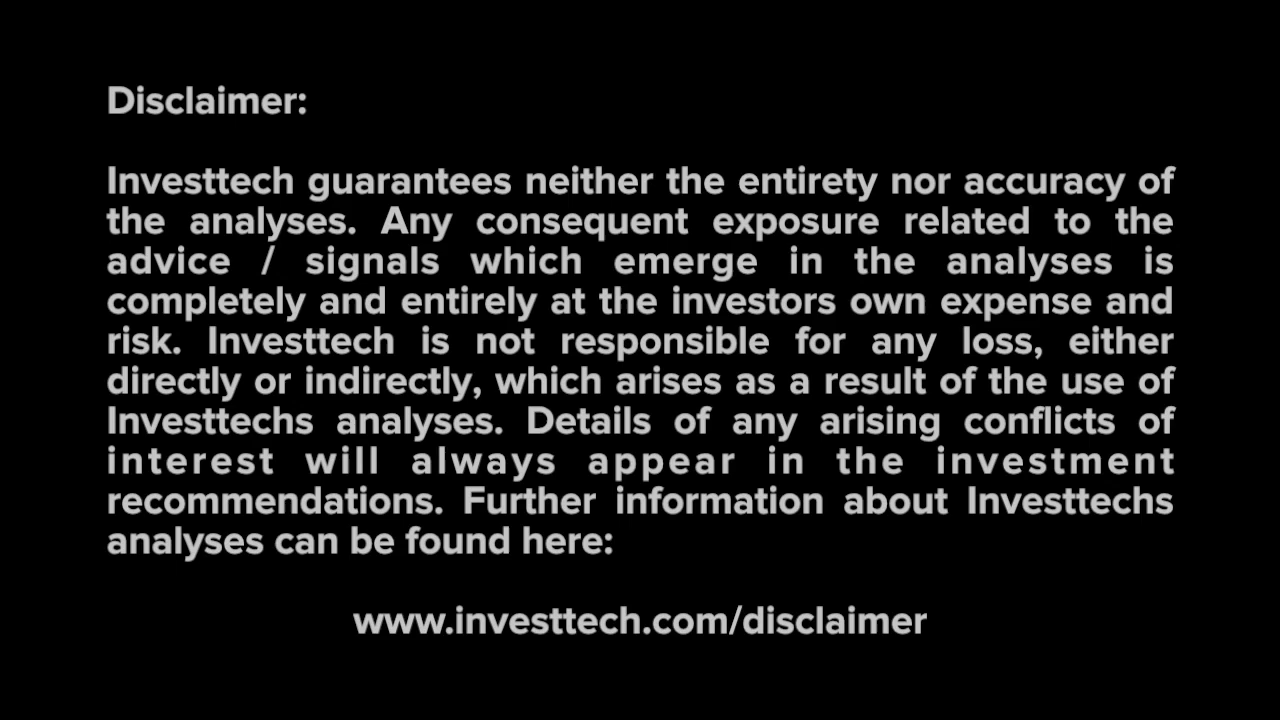 Disclaimer:
Investtech guarantees neither the entirety nor accuracy of
the analyses. Any consequent exposure related to the
advice / signals which emerge in the analyses is
completely and entirely at the investors own expense and
risk. Investtech is not responsible for any loss, either
directly or indirectly, which arises as a result of the use of
Investtechs analyses. Details of any arising conflicts of
interest will always appear in the investment
recommendations. Further information about Investtechs
analyses can be found here:
www.investtech.com/disclaimer